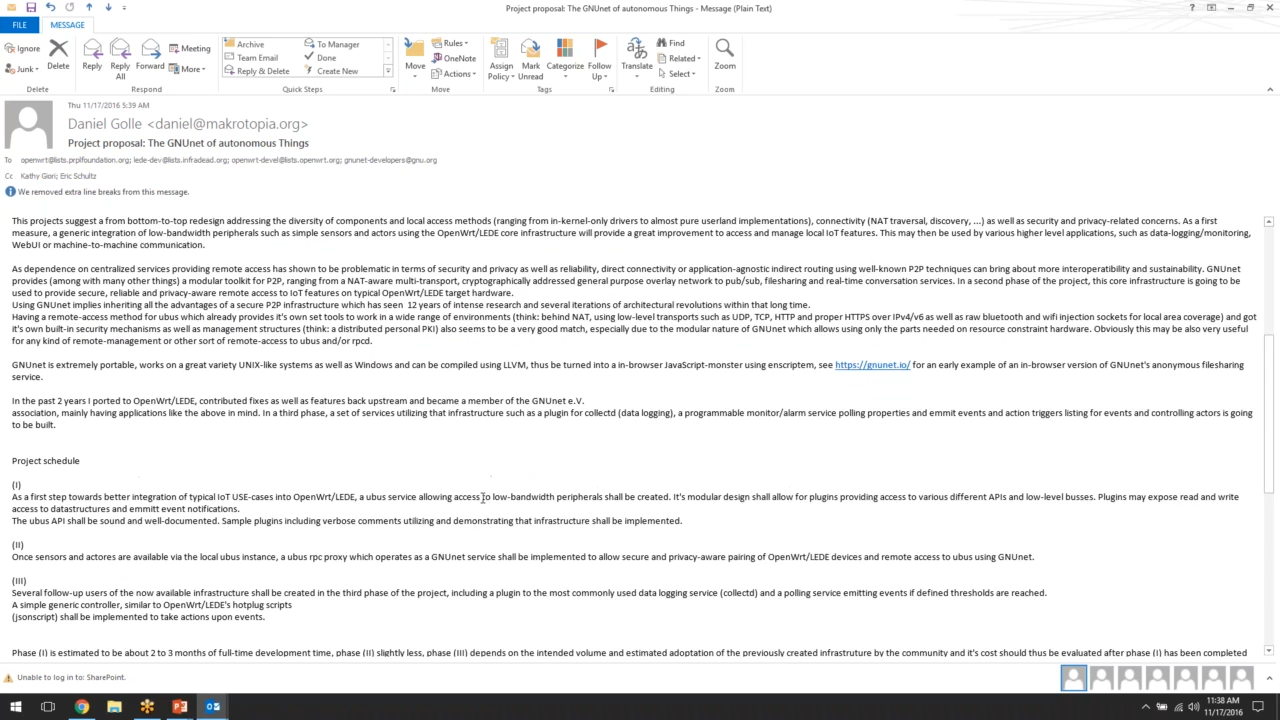 Project proposal: The GNUnet of autonomous Things - Message (Plain Text)
FILE
MESSAGE
Ignore
Junk
Delete
Reply
Reply All
Forward
Meeting
More
Archive
Team Email
Reply & Delete
To Manager
Done
Create New
Move
Rules
OneNote
Actions
Assign Policy
Mark Unread
Categorize
Follow Up
Translate
Find
Related
Select
Zoom
Delete
Respond
Quick Steps
Move
Tags
Editing
Zoom
Thu 11/17/2016 5:39 AM
Daniel Golle <daniel@makrotopia.org>
Project proposal: The GNUnet of autonomous Things
To openwrt@lists.prplfoundation.org; lede-dev@lists.infradead.org; openwrt-devel@lists.openwrt.org; gnunet-developers@gnu.org
Cc Kathy Giori; Eric Schultz
We removed extra line breaks from this message.
This projects suggest a from bottom-to-top redesign addressing the diversity of components and local access methods (ranging from in-kernel-only drivers to almost pure userland implementations), connectivity (NAT traversal, discovery, ...) as well as security and privacy-related concerns. As a first
measure, a generic integration of low-bandwidth peripherals such as simple sensors and actors using the OpenWrt/LEDE core infrastructure will provide a great improvement to access and manage local IoT features. This may then be used by various higher level applications, such as data-logging/monitoring,
WebUI or machine-to-machine communication.
As dependence on centralized services providing remote access has shown to be problematic in terms of security and privacy as well as reliability, direct connectivity or application-agnostic indirect routing using well-known P2P techniques can bring about more interoperability and sustainability. GNUnet
provides (among with many other things) a modular toolkit for P2P, ranging from a NAT-aware multi-transport, cryptographically addressed general purpose overlay network to pub/sub, filesharing and real-time conversation services. In a second phase of the project, this core infrastructure is going to be
used to provide secure, reliable and privacy-aware remote access to IoT features on typical OpenWrt/LEDE target hardware.
Using GNUnet implies inheriting all the advantages of a secure P2P infrastructure which has seen 12 years of intense research and several iterations of architectural revolutions within that long time.
Having a remote-access method for ubus which already provides it's own set tools to work in a wide range of environments (think: behind NAT, using low-level transports such as UDP, TCP, HTTP and proper HTTPS over IPv4/v6 as well as raw bluetooth and wifi injection sockets for local area coverage) and got
it's own built-in security mechanisms as well as management structures (think: a distributed personal PKI) also seems to be a very good match, especially due to the modular nature of GNUnet which allows using only the parts needed on resource constraint hardware. Obviously this may be also very useful
for any kind of remote-management or other sort of remote-access to ubus and/or rpcd.
GNUnet is extremely portable, works on a great variety UNIX-like systems as well as Windows and can be compiled using LLVM, thus be turned into a in-browser JavaScript-monster using enscriptem, see https://gnunet.io/ for an early example of an in-browser version of GNUnet's anonymous filesharing
service.
In the past 2 years I ported to OpenWrt/LEDE, contributed fixes as well as features back upstream and became a member of the GNUnet e.V.
association, mainly having applications like the above in mind. In a third phase, a set of services utilizing that infrastructure such as a plugin for collectd (data logging), a programmable monitor/alarm service polling properties and emmit events and action triggers listing for events and controlling actors is going
to be built.
Project schedule
(I)
As a first step towards better integration of typical IoT USE-cases into OpenWrt/LEDE, a ubus service allowing access to low-bandwidth peripherals shall be created. It's modular design shall allow for plugins providing access to various different APIs and low-level busses. Plugins may expose read and write
access to datastructures and emmitt event notifications.
The ubus API shall be sound and well-documented. Sample plugins including verbose comments utilizing and demonstrating that infrastructure shall be implemented.
(II)
Once sensors and actores are available via the local ubus instance, a ubus rpc proxy which operates as a GNUnet service shall be implemented to allow secure and privacy-aware pairing of OpenWrt/LEDE devices and remote access to ubus using GNUnet.
(III)
Several follow-up users of the now available infrastructure shall be created in the third phase of the project, including a plugin to the most commonly used data logging service (collectd) and a polling service emitting events if defined thresholds are reached.
A simple generic controller, similar to OpenWrt/LEDE's hotplug scripts
(jsonscript) shall be implemented to take actions upon events.
Phase (I) is estimated to be about 2 to 3 months of full-time development time, phase (II) slightly less, phase (III) depends on the intended volume and estimated adoptation of the previously created infrastruture by the community and it's cost should thus be evaluated after phase (I) has been completed
Unable to log in to: SharePoint.
11:38 AM
11/17/2016